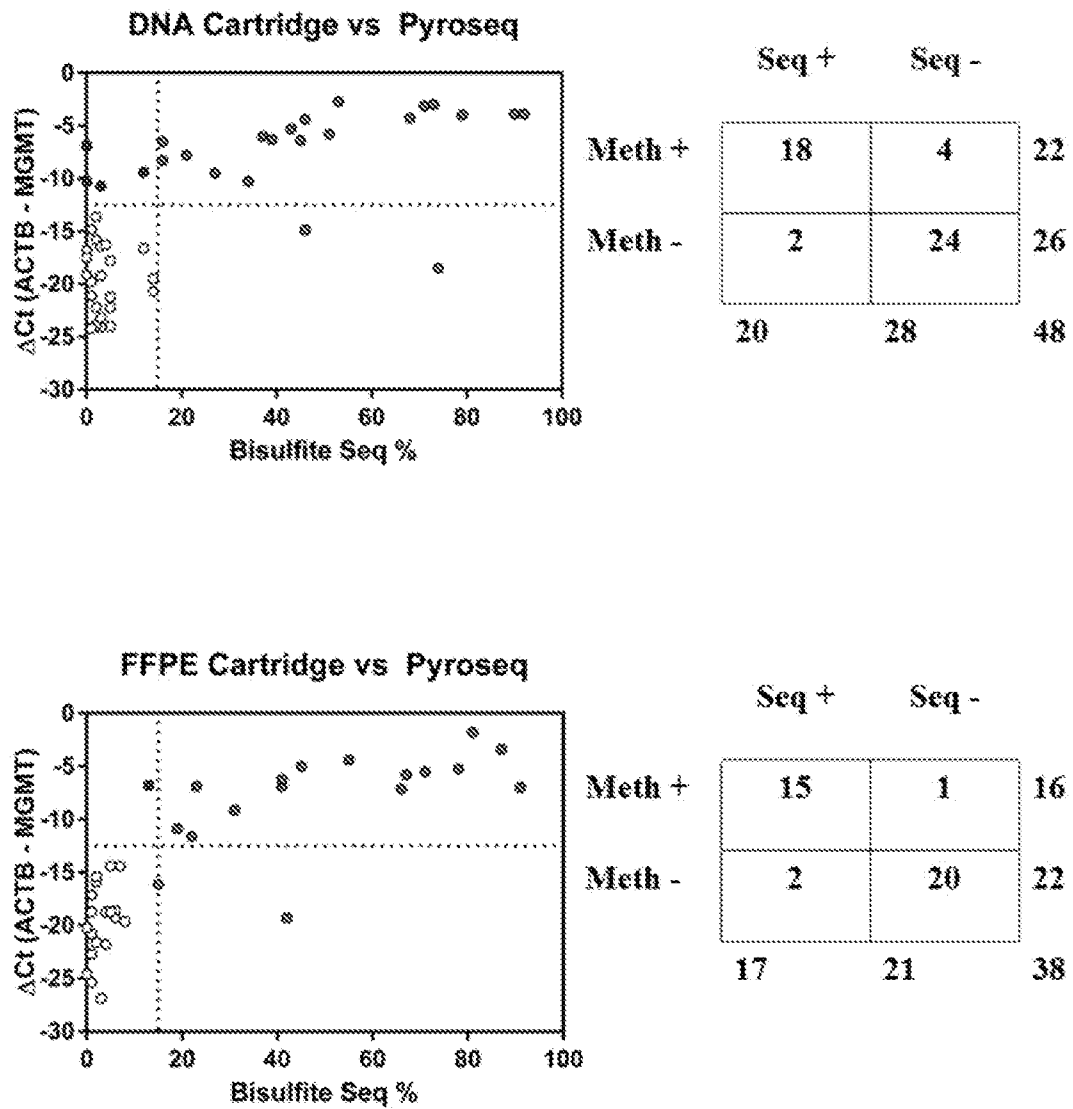 DNA Cartridge vs Pyroseq
ΔCt (ACTB - MGMT)
0
-5
-10
-15
-20
-25
-30
0 20 40 60 80 100
Bisulfite Seq %
Seq + Seq -
Meth + 18 4 22
Meth - 2 24 26
20 28 48
FFPE Cartridge vs Pyroseq
ΔCt (ACTB - MGMT)
0
-5
-10
-15
-20
-25
-30
0 20 40 60 80 100
Bisulfite Seq %
Seq + Seq -
Meth + 15 1 16
Meth - 2 20 22
17 21 38